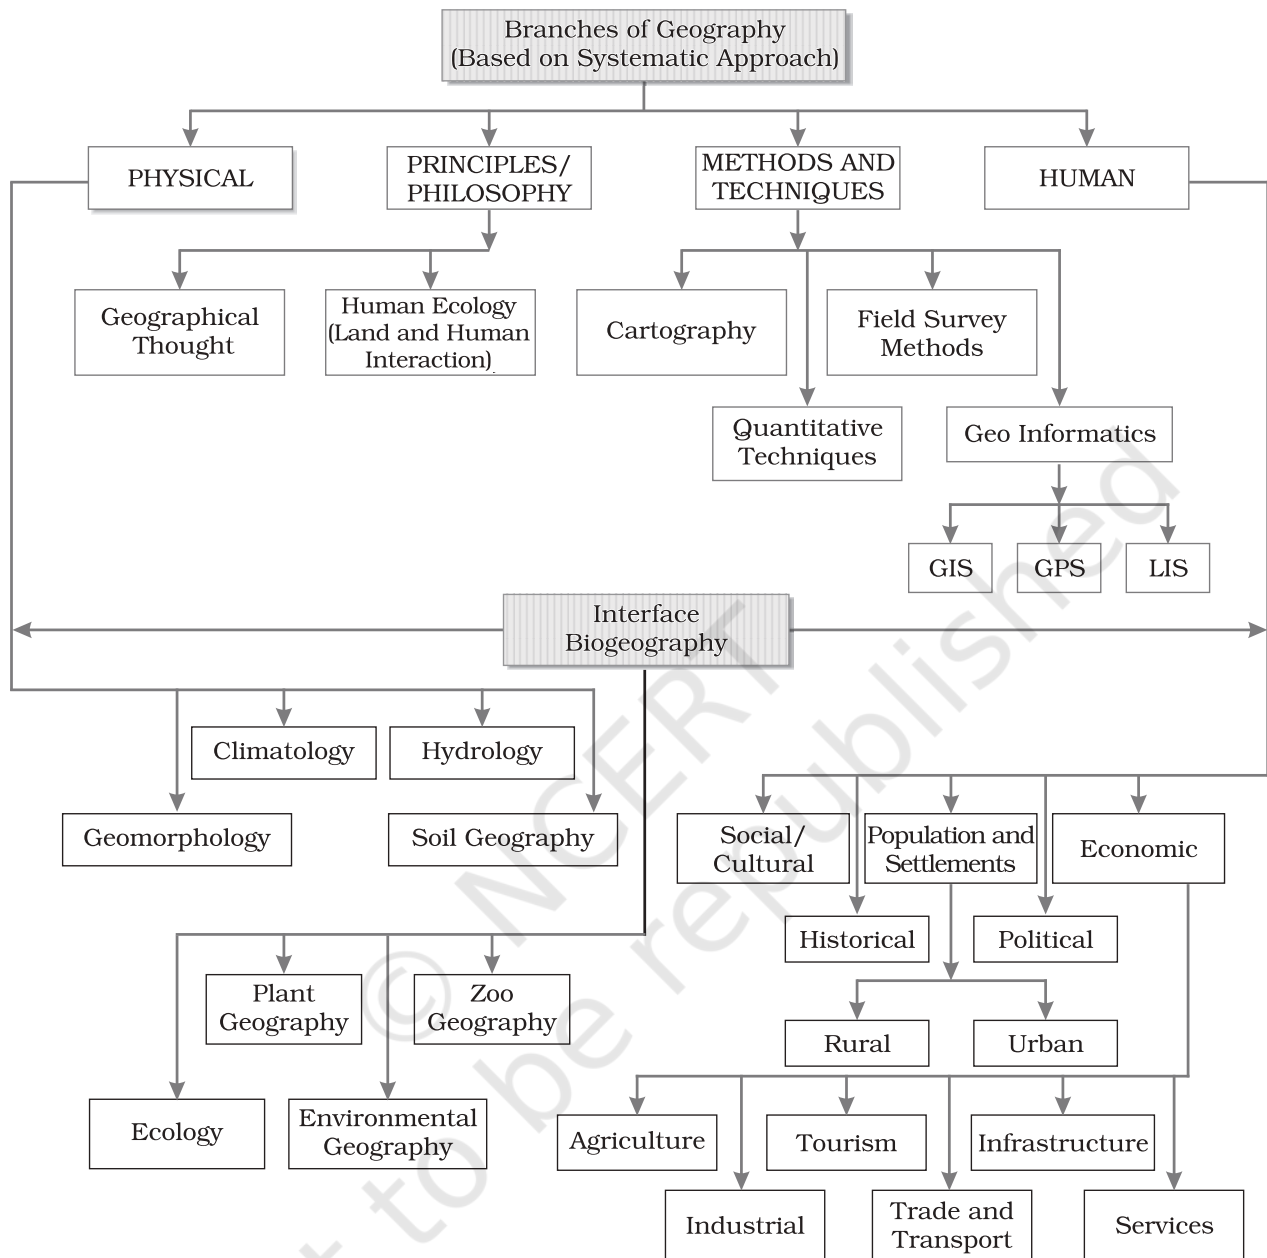 Branches of Geography
(Based on Systematic Approach)
PHYSICAL
PRINCIPLES/
PHILOSOPHY
METHODS AND
TECHNIQUES
HUMAN
Geographical
Thought
Human Ecology
(Land and Human
Interaction)
Cartography
Field Survey
Methods
Quantitative
Techniques
Geo Informatics
GIS
GPS
LIS
Interface
Biogeography
Climatology
Hydrology
Geomorphology
Soil Geography
Social/
Cultural
Population and
Settlements
Economic
Historical
Political
Plant
Geography
Zoo
Geography
Rural
Urban
Ecology
Environmental
Geography
Agriculture
Tourism
Infrastructure
Industrial
Trade and
Transport
Services
© NCERT
to be republished